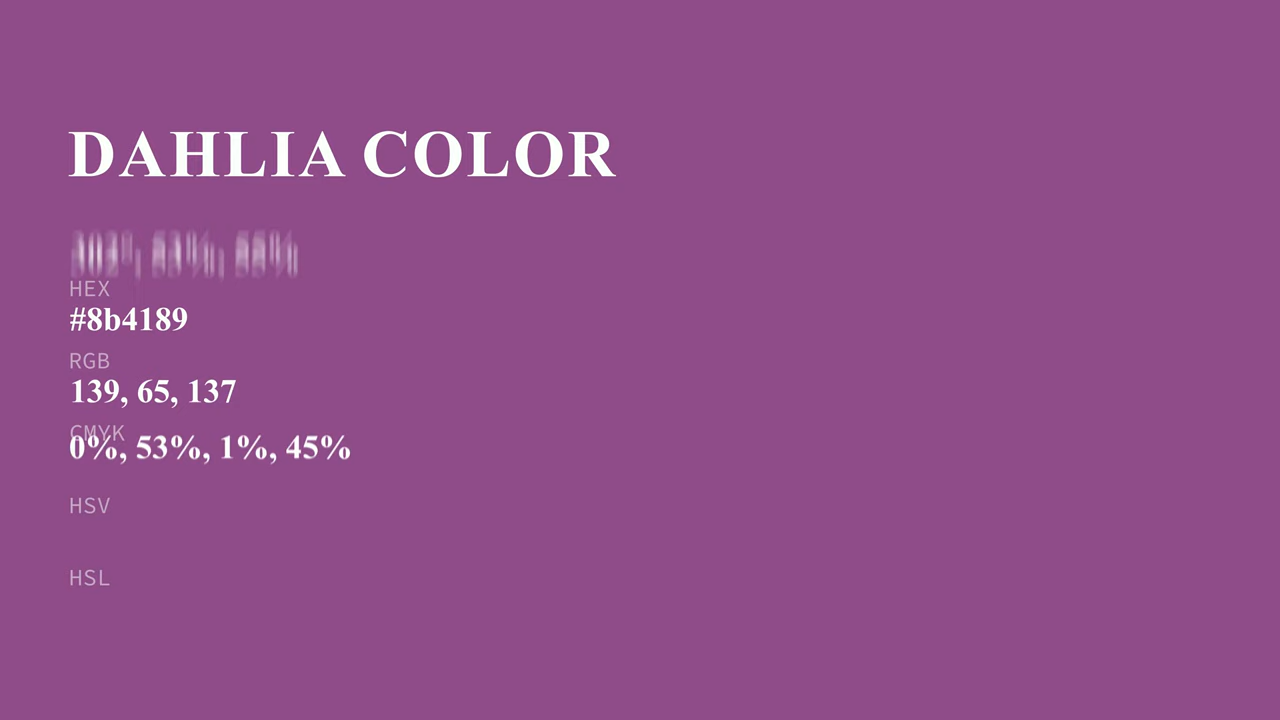 DAHLIA COLOR
HEX
#8b4189
RGB
139, 65, 137
CMYK
0%, 53%, 1%, 45%
HSV
HSL